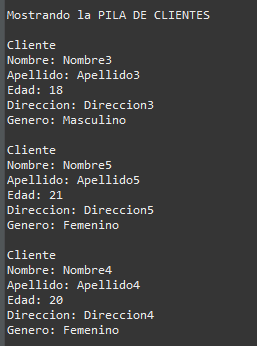 Mostrando la PILA DE CLIENTES
Cliente
Nombre: Nombre3
Apellido: Apellido3
Edad: 18
Direccion: Direccion3
Genero: Masculino
Cliente
Nombre: Nombre5
Apellido: Apellido5
Edad: 21
Direccion: Direccion5
Genero: Femenino
Cliente
Nombre: Nombre4
Apellido: Apellido4
Edad: 20
Direccion: Direccion4
Genero: Femenino